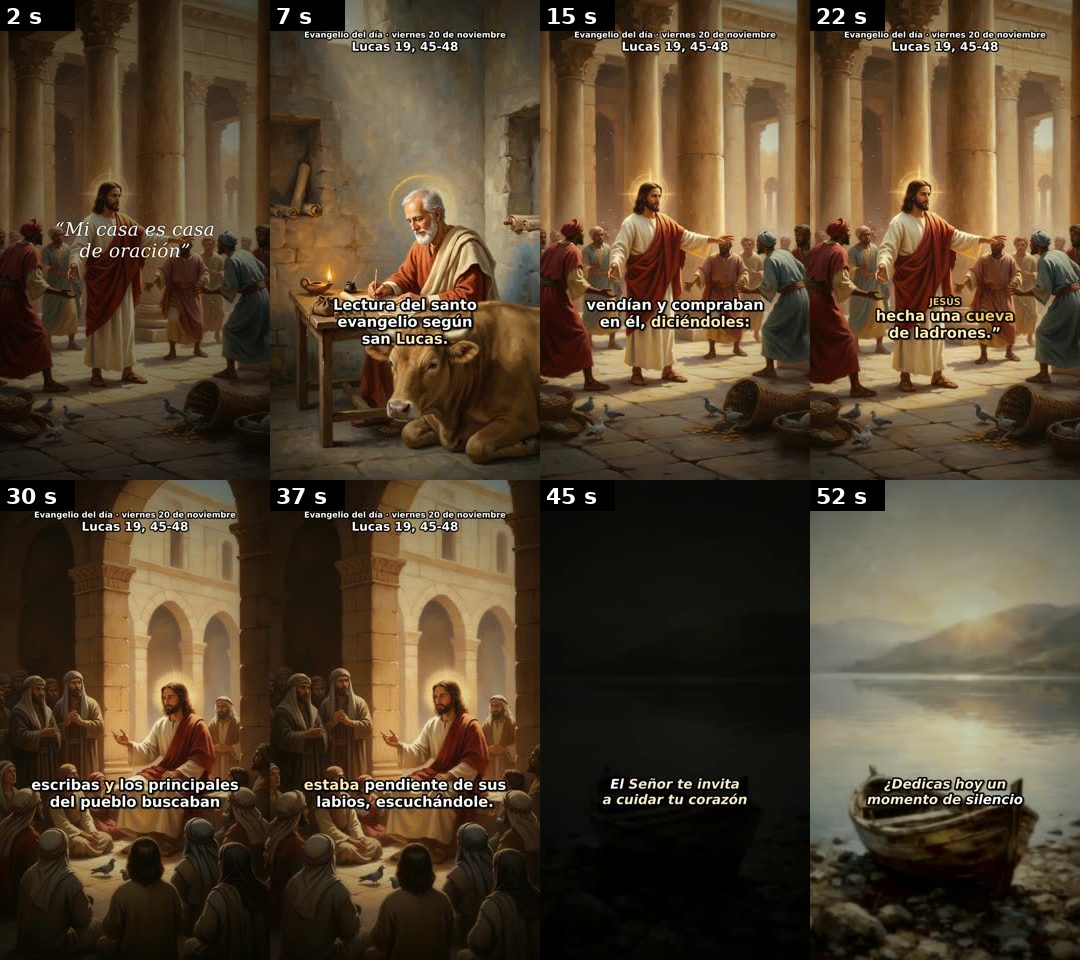 2 s
“Mi casa es casa
de oración”
7 s
Evangelio del día · viernes 20 de noviembre
Lucas 19, 45-48
Lectura del santo
evangelio según
san Lucas.
15 s
Evangelio del día · viernes 20 de noviembre
Lucas 19, 45-48
vendían y compraban
en él, diciéndoles:
22 s
Evangelio del día · viernes 20 de noviembre
Lucas 19, 45-48
JESÚS
hecha una cueva
de ladrones.”
30 s
Evangelio del día · viernes 20 de noviembre
Lucas 19, 45-48
escribas y los principales
del pueblo buscaban
37 s
Evangelio del día · viernes 20 de noviembre
Lucas 19, 45-48
estaba pendiente de sus
labios, escuchándole.
45 s
El Señor te invita
a cuidar tu corazón
52 s
¿Dedicas hoy un
momento de silencio